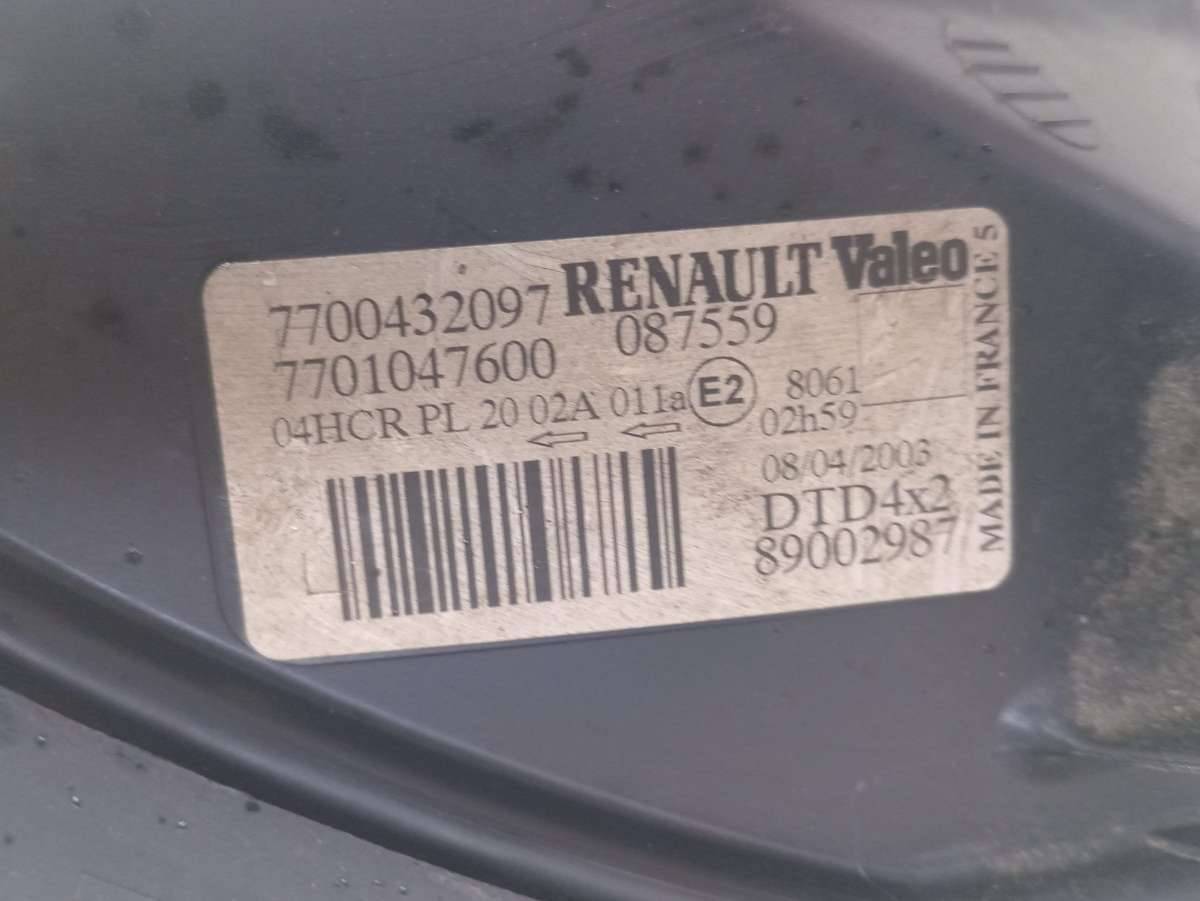 7700432097 RENAULT Valeo
7701047600 087559
04HCR PL 20 02A 011a E2 8061
02h59
08/04/2003
DTD4x2
89002987
MADE IN FRANCE 5